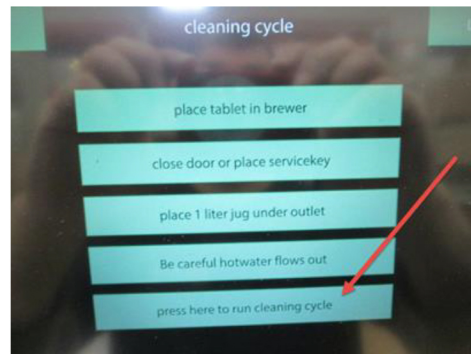 cleaning cycle
place tablet in brewer
close door or place servicekey
place 1 liter jug under outlet
Be careful hotwater flows out
press here to run cleaning cycle